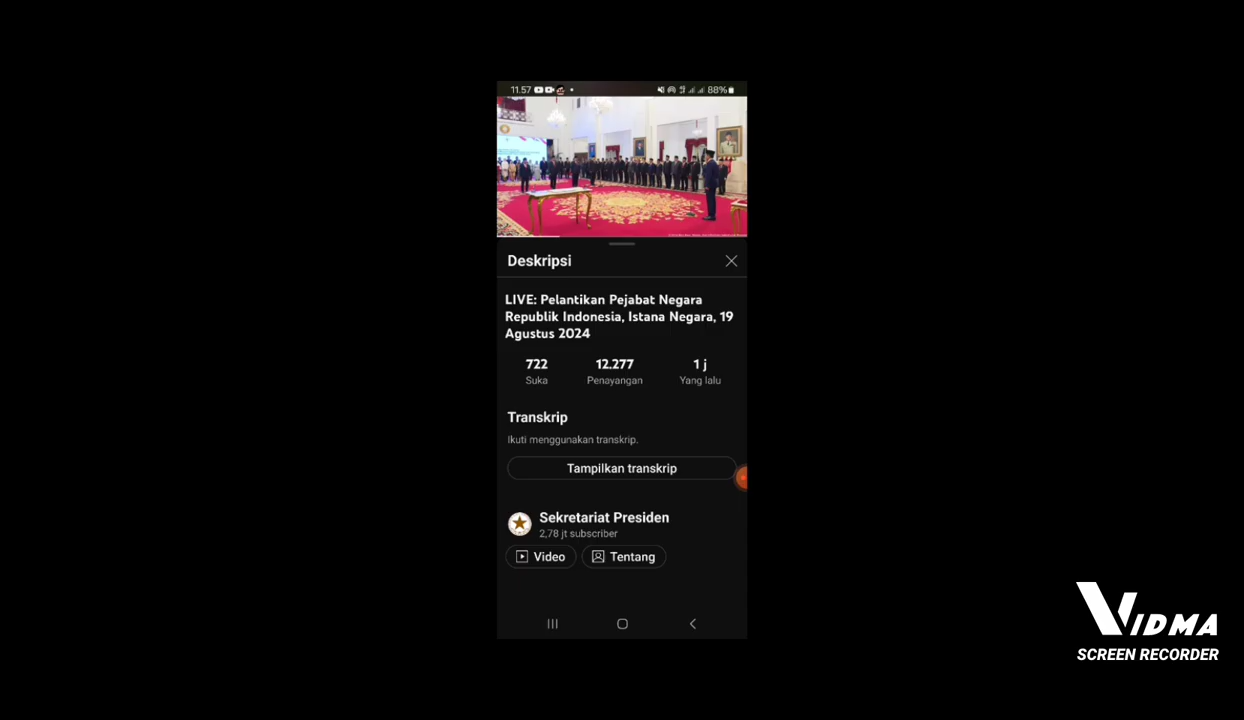 11.57
88%
Deskripsi
LIVE: Pelantikan Pejabat Negara
Republik Indonesia, Istana Negara, 19
Agustus 2024
722 12.277 1 j
Suka Penayangan Yang lalu
Transkrip
Ikuti menggunakan transkrip.
Tampilkan transkrip
Sekretariat Presiden
2,78 jt subscriber
Video Tentang
VIDMA
SCREEN RECORDER